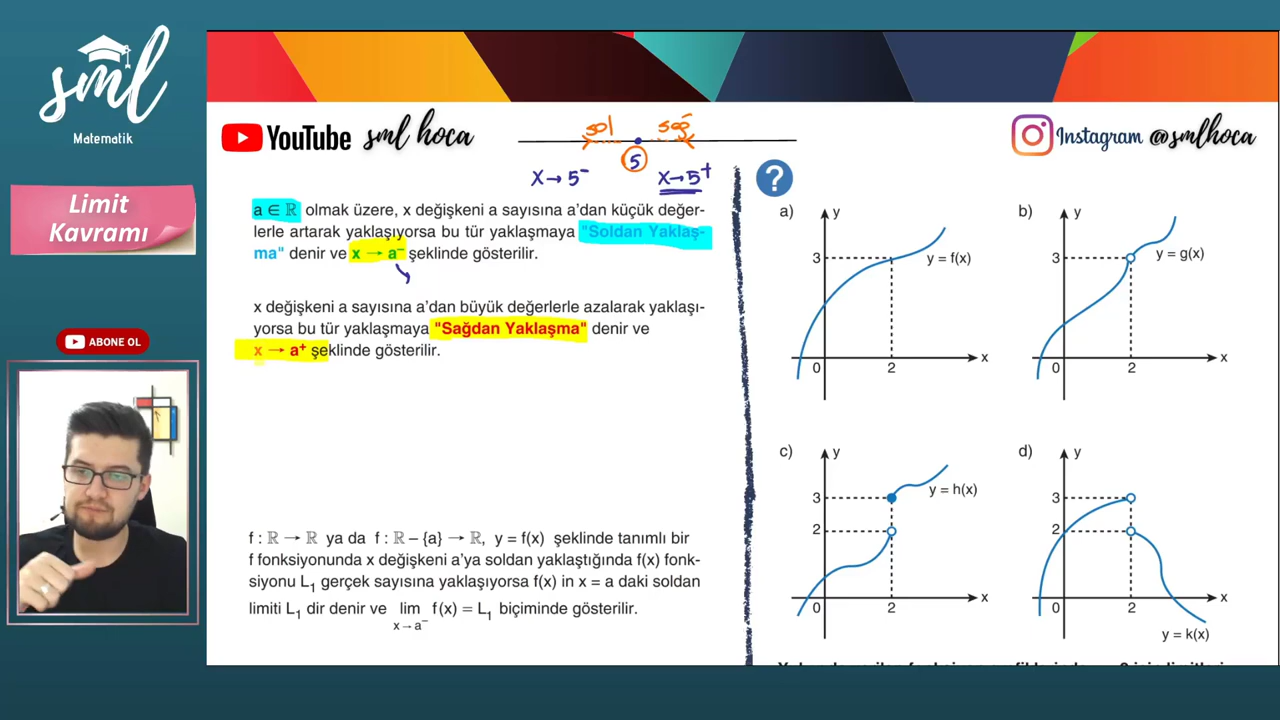 sml
Matematik
Limit
Kavramı
ABONE OL
YouTube sml hoca
Instagram @smlhoca
sol sağ
5
x→5⁻ x→5⁺
a ∈ ℝ olmak üzere, x değişkeni a sayısına a'dan küçük değer-
lerle artarak yaklaşıyorsa bu tür yaklaşmaya "Soldan Yaklaş-
ma" denir ve x → a⁻ şeklinde gösterilir.
x değişkeni a sayısına a'dan büyük değerlerle azalarak yaklaşı-
yorsa bu tür yaklaşmaya "Sağdan Yaklaşma" denir ve
x → a⁺ şeklinde gösterilir.
f : ℝ → ℝ ya da f : ℝ – {a} → ℝ, y = f(x) şeklinde tanımlı bir
f fonksiyonunda x değişkeni a'ya soldan yaklaştığında f(x) fonk-
siyonu L₁ gerçek sayısına yaklaşıyorsa f(x) in x = a daki soldan
limiti L₁ dir denir ve lim f(x) = L₁ biçiminde gösterilir.
x→a⁻
?
a) y
3
y = f(x)
x
0 2
b) y
3
y = g(x)
x
0 2
c) y
y = h(x)
3
2
x
0 2
d) y
3
2
x
0 2
y = k(x)